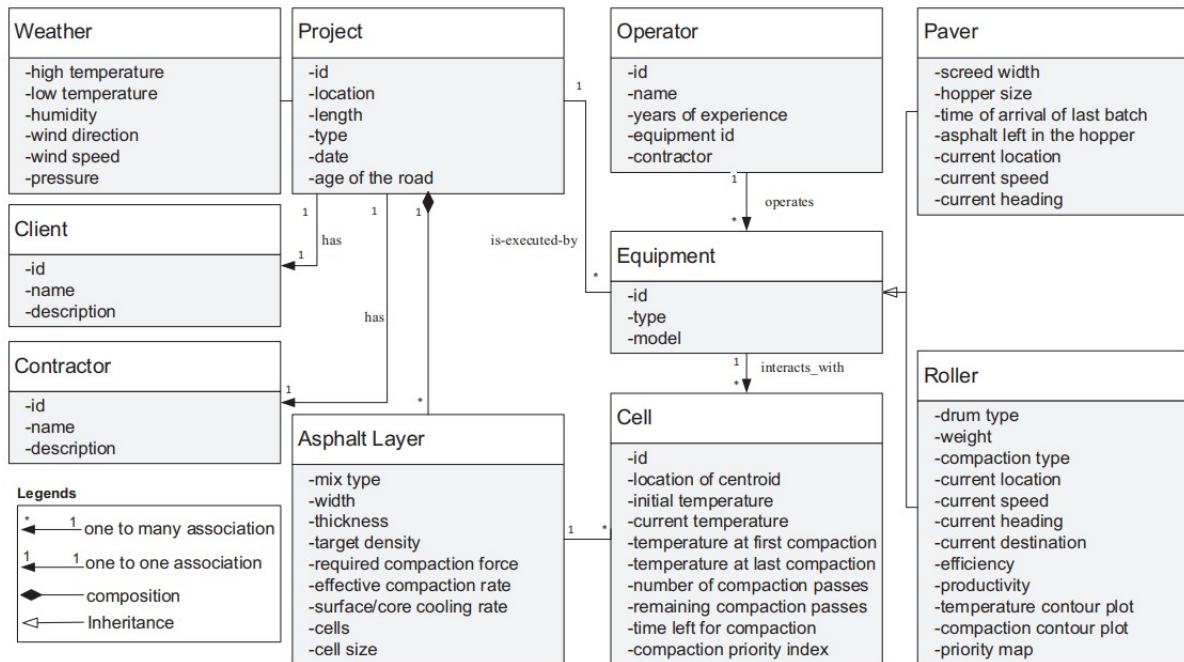 Weather
-high temperature
-low temperature
-humidity
-wind direction
-wind speed
-pressure
Project
-id
-location
-length
-type
-date
-age of the road
Operator
-id
-name
-years of experience
-equipment id
-contractor
Paver
-screed width
-hopper size
-time of arrival of last batch
-asphalt left in the hopper
-current location
-current speed
-current heading
1
1
1
1
1
operates
*
has
1
is-executed-by
*
Client
-id
-name
-description
Equipment
-id
-type
-model
has
1
1
interacts_with
*
*
Contractor
-id
-name
-description
Asphalt Layer
-mix type
-width
-thickness
-target density
-required compaction force
-effective compaction rate
-surface/core cooling rate
-cells
-cell size
1
*
Cell
-id
-location of centroid
-initial temperature
-current temperature
-temperature at first compaction
-temperature at last compaction
-number of compaction passes
-remaining compaction passes
-time left for compaction
-compaction priority index
Roller
-drum type
-weight
-compaction type
-current location
-current speed
-current heading
-current destination
-efficiency
-productivity
-temperature contour plot
-compaction contour plot
-priority map
Legends
* 1 one to many association
1 1 one to one association
composition
Inheritance